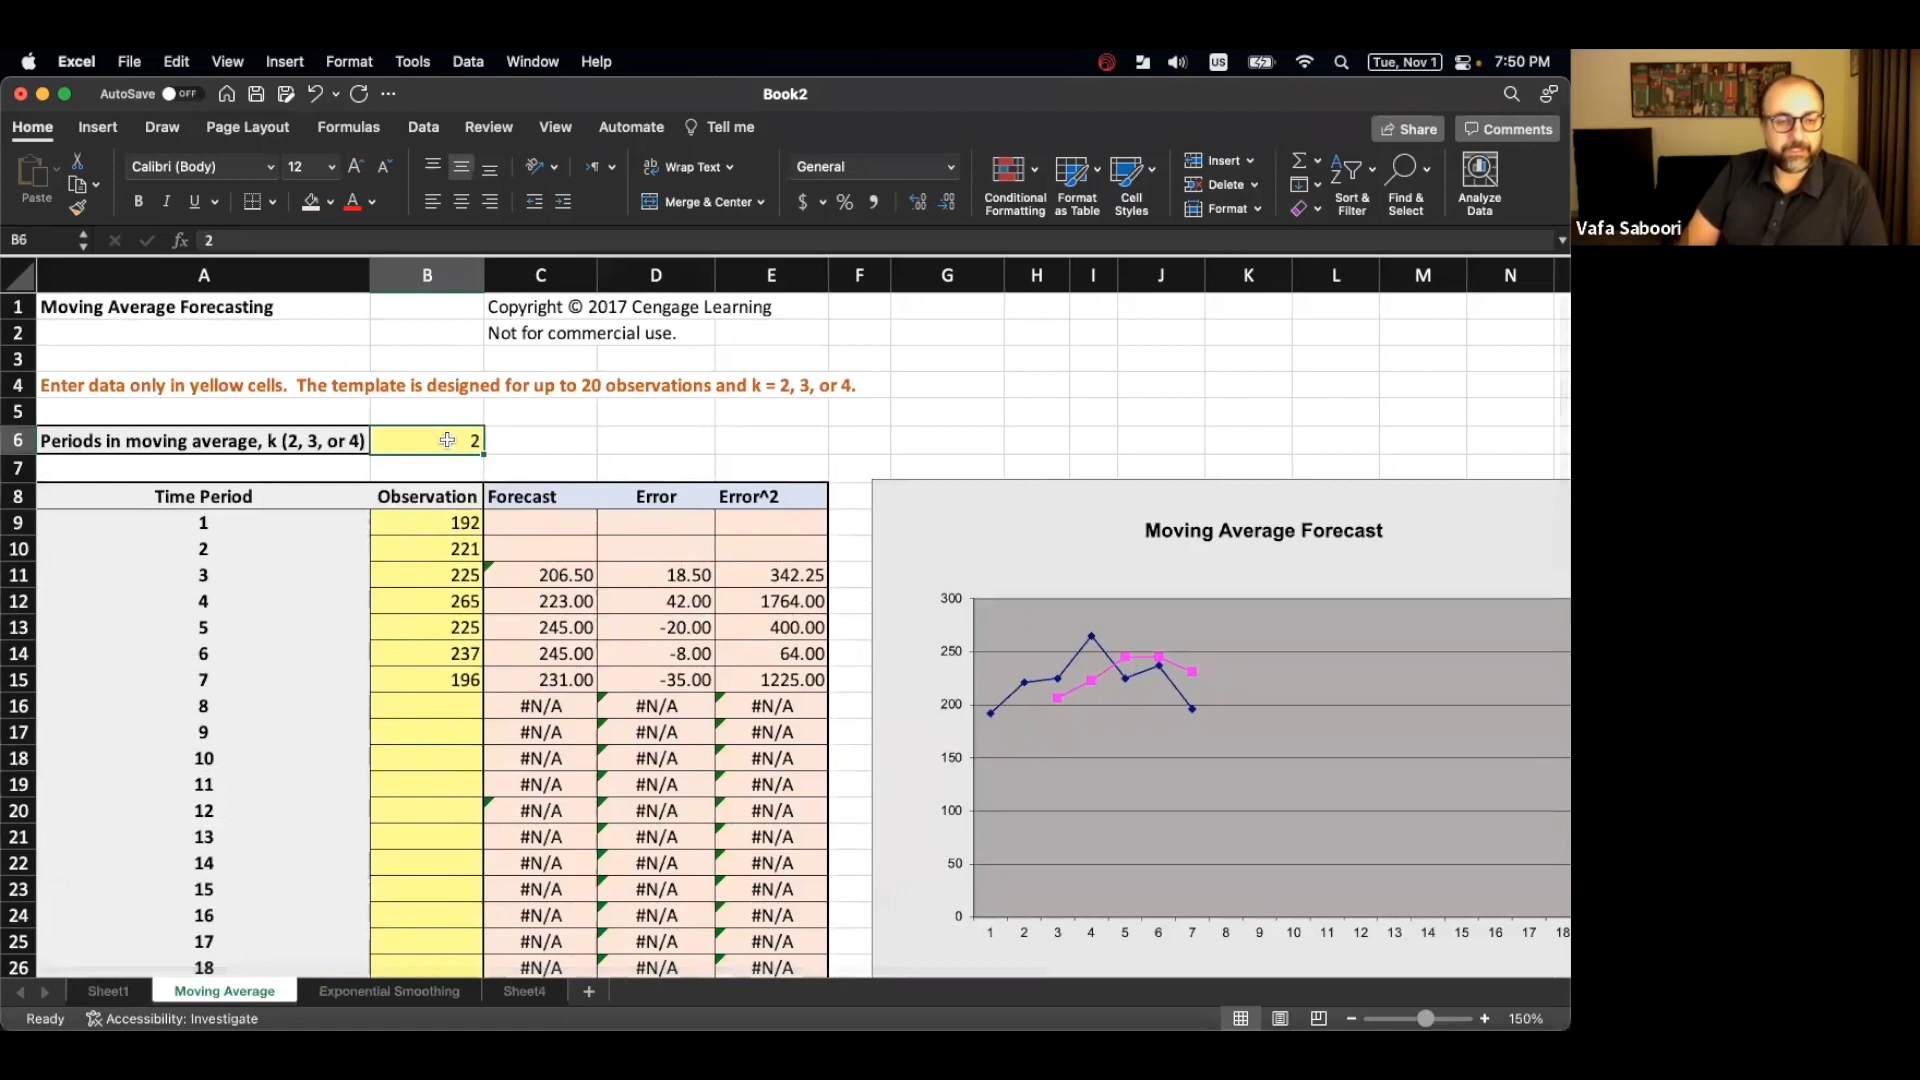 Excel File Edit View Insert Format Tools Data Window Help US Tue, Nov 1 7:50 PM
AutoSave OFF Book2
Home Insert Draw Page Layout Formulas Data Review View Automate Tell me Share Comments
Paste Calibri (Body) 12 Wrap Text General Insert
Merge & Center Delete
Conditional Formatting Format as Table Cell Styles Format Sort & Filter Find & Select Analyze Data
B6 fx 2
A B C D E F G H I J K L M N
1 Moving Average Forecasting Copyright © 2017 Cengage Learning
2 Not for commercial use.
3
4 Enter data only in yellow cells. The template is designed for up to 20 observations and k = 2, 3, or 4.
5
6 Periods in moving average, k (2, 3, or 4) 2
7
8 Time Period Observation Forecast Error Error^2
9 1 192
10 2 221
11 3 225 206.50 18.50 342.25
12 4 265 223.00 42.00 1764.00
13 5 225 245.00 -20.00 400.00
14 6 237 245.00 -8.00 64.00
15 7 196 231.00 -35.00 1225.00
16 8 #N/A #N/A #N/A
17 9 #N/A #N/A #N/A
18 10 #N/A #N/A #N/A
19 11 #N/A #N/A #N/A
20 12 #N/A #N/A #N/A
21 13 #N/A #N/A #N/A
22 14 #N/A #N/A #N/A
23 15 #N/A #N/A #N/A
24 16 #N/A #N/A #N/A
25 17 #N/A #N/A #N/A
26 18 #N/A #N/A #N/A
Moving Average Forecast
300
250
200
150
100
50
0
1 2 3 4 5 6 7 8 9 10 11 12 13 14 15 16 17 18
Sheet1 Moving Average Exponential Smoothing Sheet4 +
Ready Accessibility: Investigate 150%
Vafa Saboori